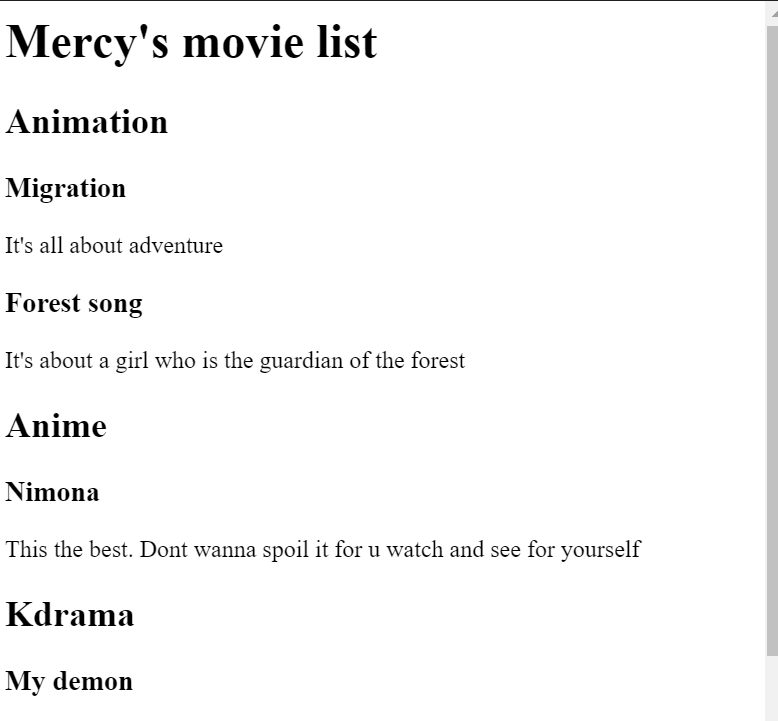 Mercy's movie list
Animation
Migration
It's all about adventure
Forest song
It's about a girl who is the guardian of the forest
Anime
Nimona
This the best. Dont wanna spoil it for u watch and see for yourself
Kdrama
My demon